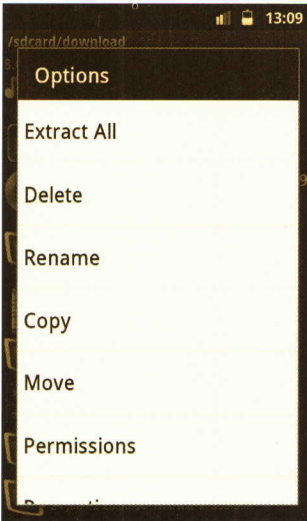 13:09
/sdcard/download
Options
Extract All
Delete
Rename
Copy
Move
Permissions